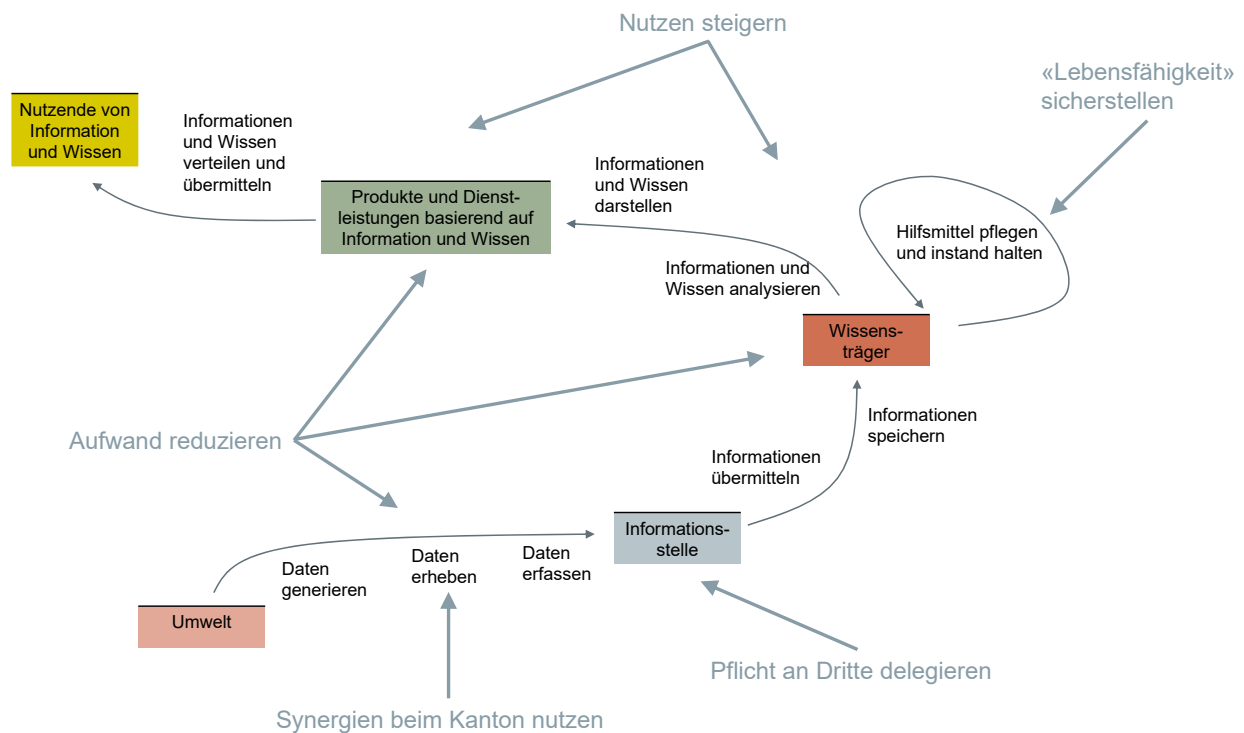 Nutzen steigern
«Lebensfähigkeit»
sicherstellen
Nutzende von
Information
und Wissen
Informationen
und Wissen
verteilen und
übermitteln
Produkte und Dienst-
leistungen basierend auf
Information und Wissen
Informationen
und Wissen
darstellen
Informationen und
Wissen analysieren
Hilfsmittel pflegen
und instand halten
Wissens-
träger
Aufwand reduzieren
Informationen
speichern
Informationen
übermitteln
Informations-
stelle
Daten
generieren
Daten
erheben
Daten
erfassen
Umwelt
Pflicht an Dritte delegieren
Synergien beim Kanton nutzen